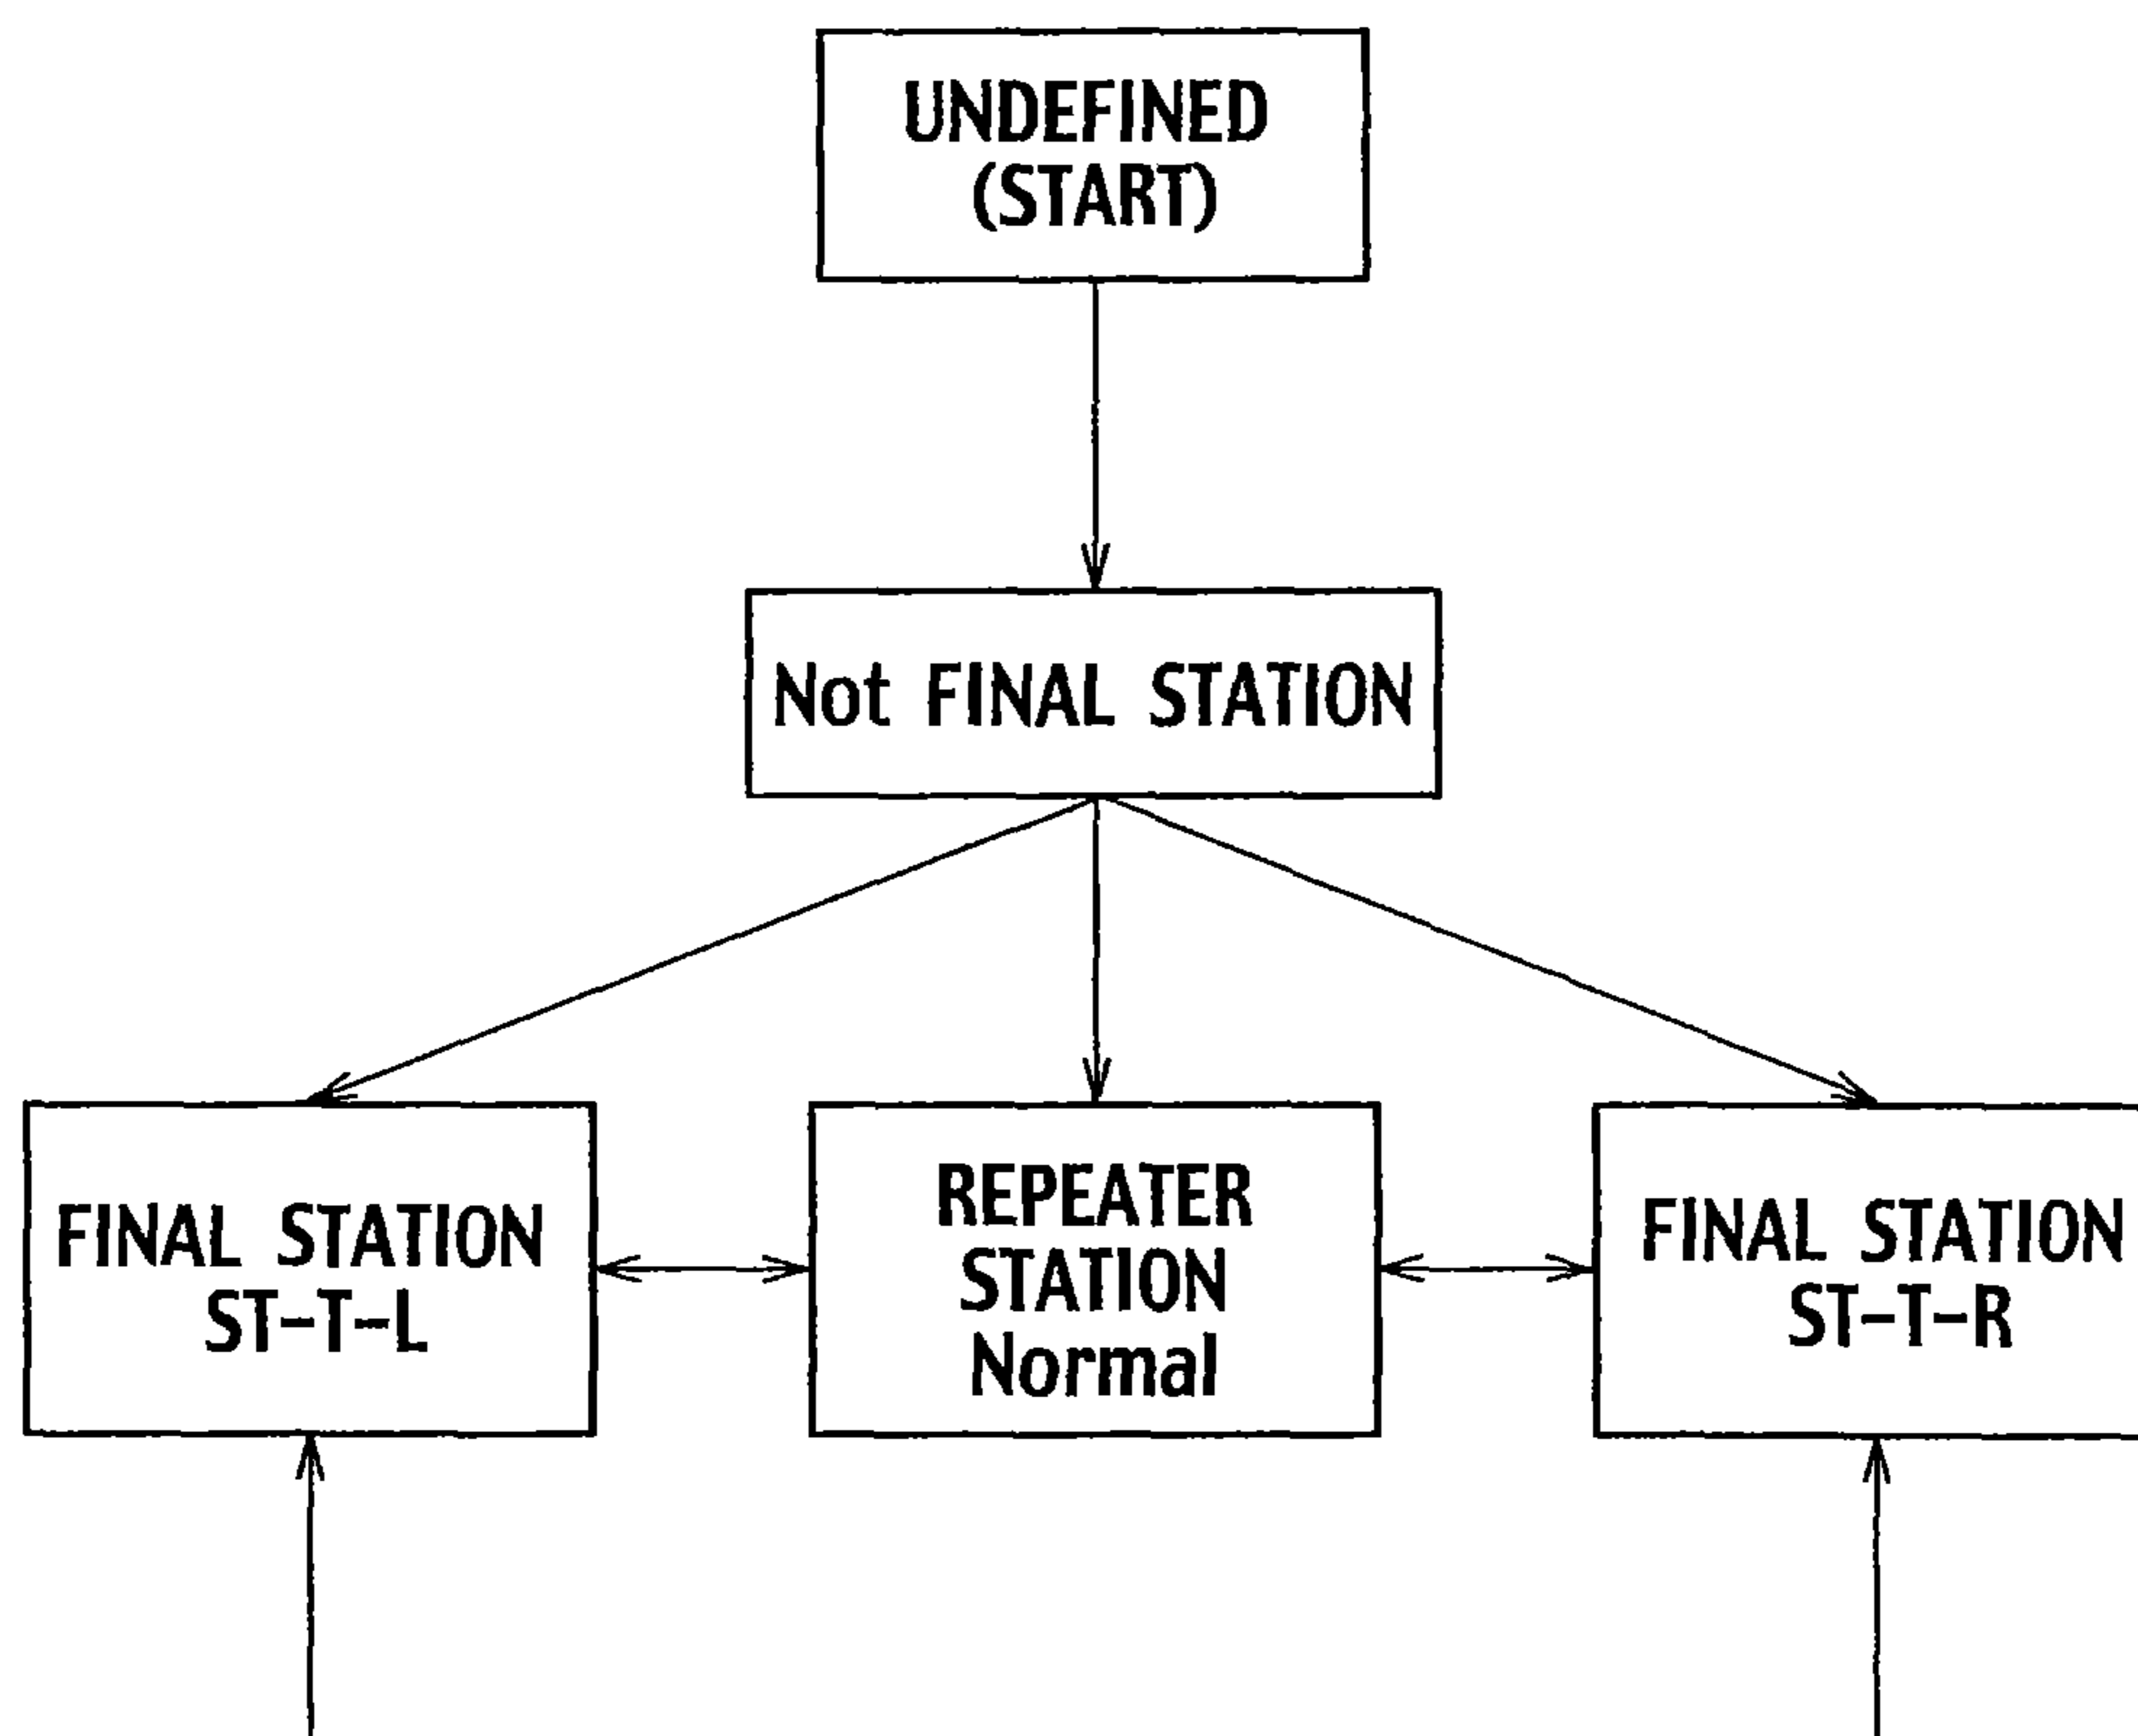 UNDEFINED
(START)
Not FINAL STATION
FINAL STATION
ST-T-L
REPEATER
STATION
Normal
FINAL STATION
ST-T-R